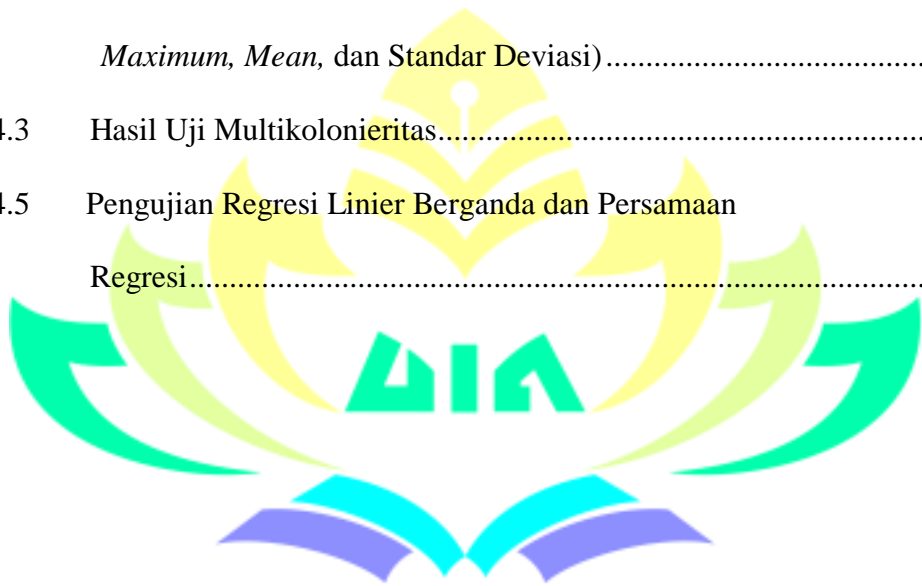 Maximum, Mean, dan Standar Deviasi)........................................
4.3 Hasil Uji Multikolonieritas.............................................................
4.5 Pengujian Regresi Linier Berganda dan Persamaan
Regresi............................................................................................
UIN